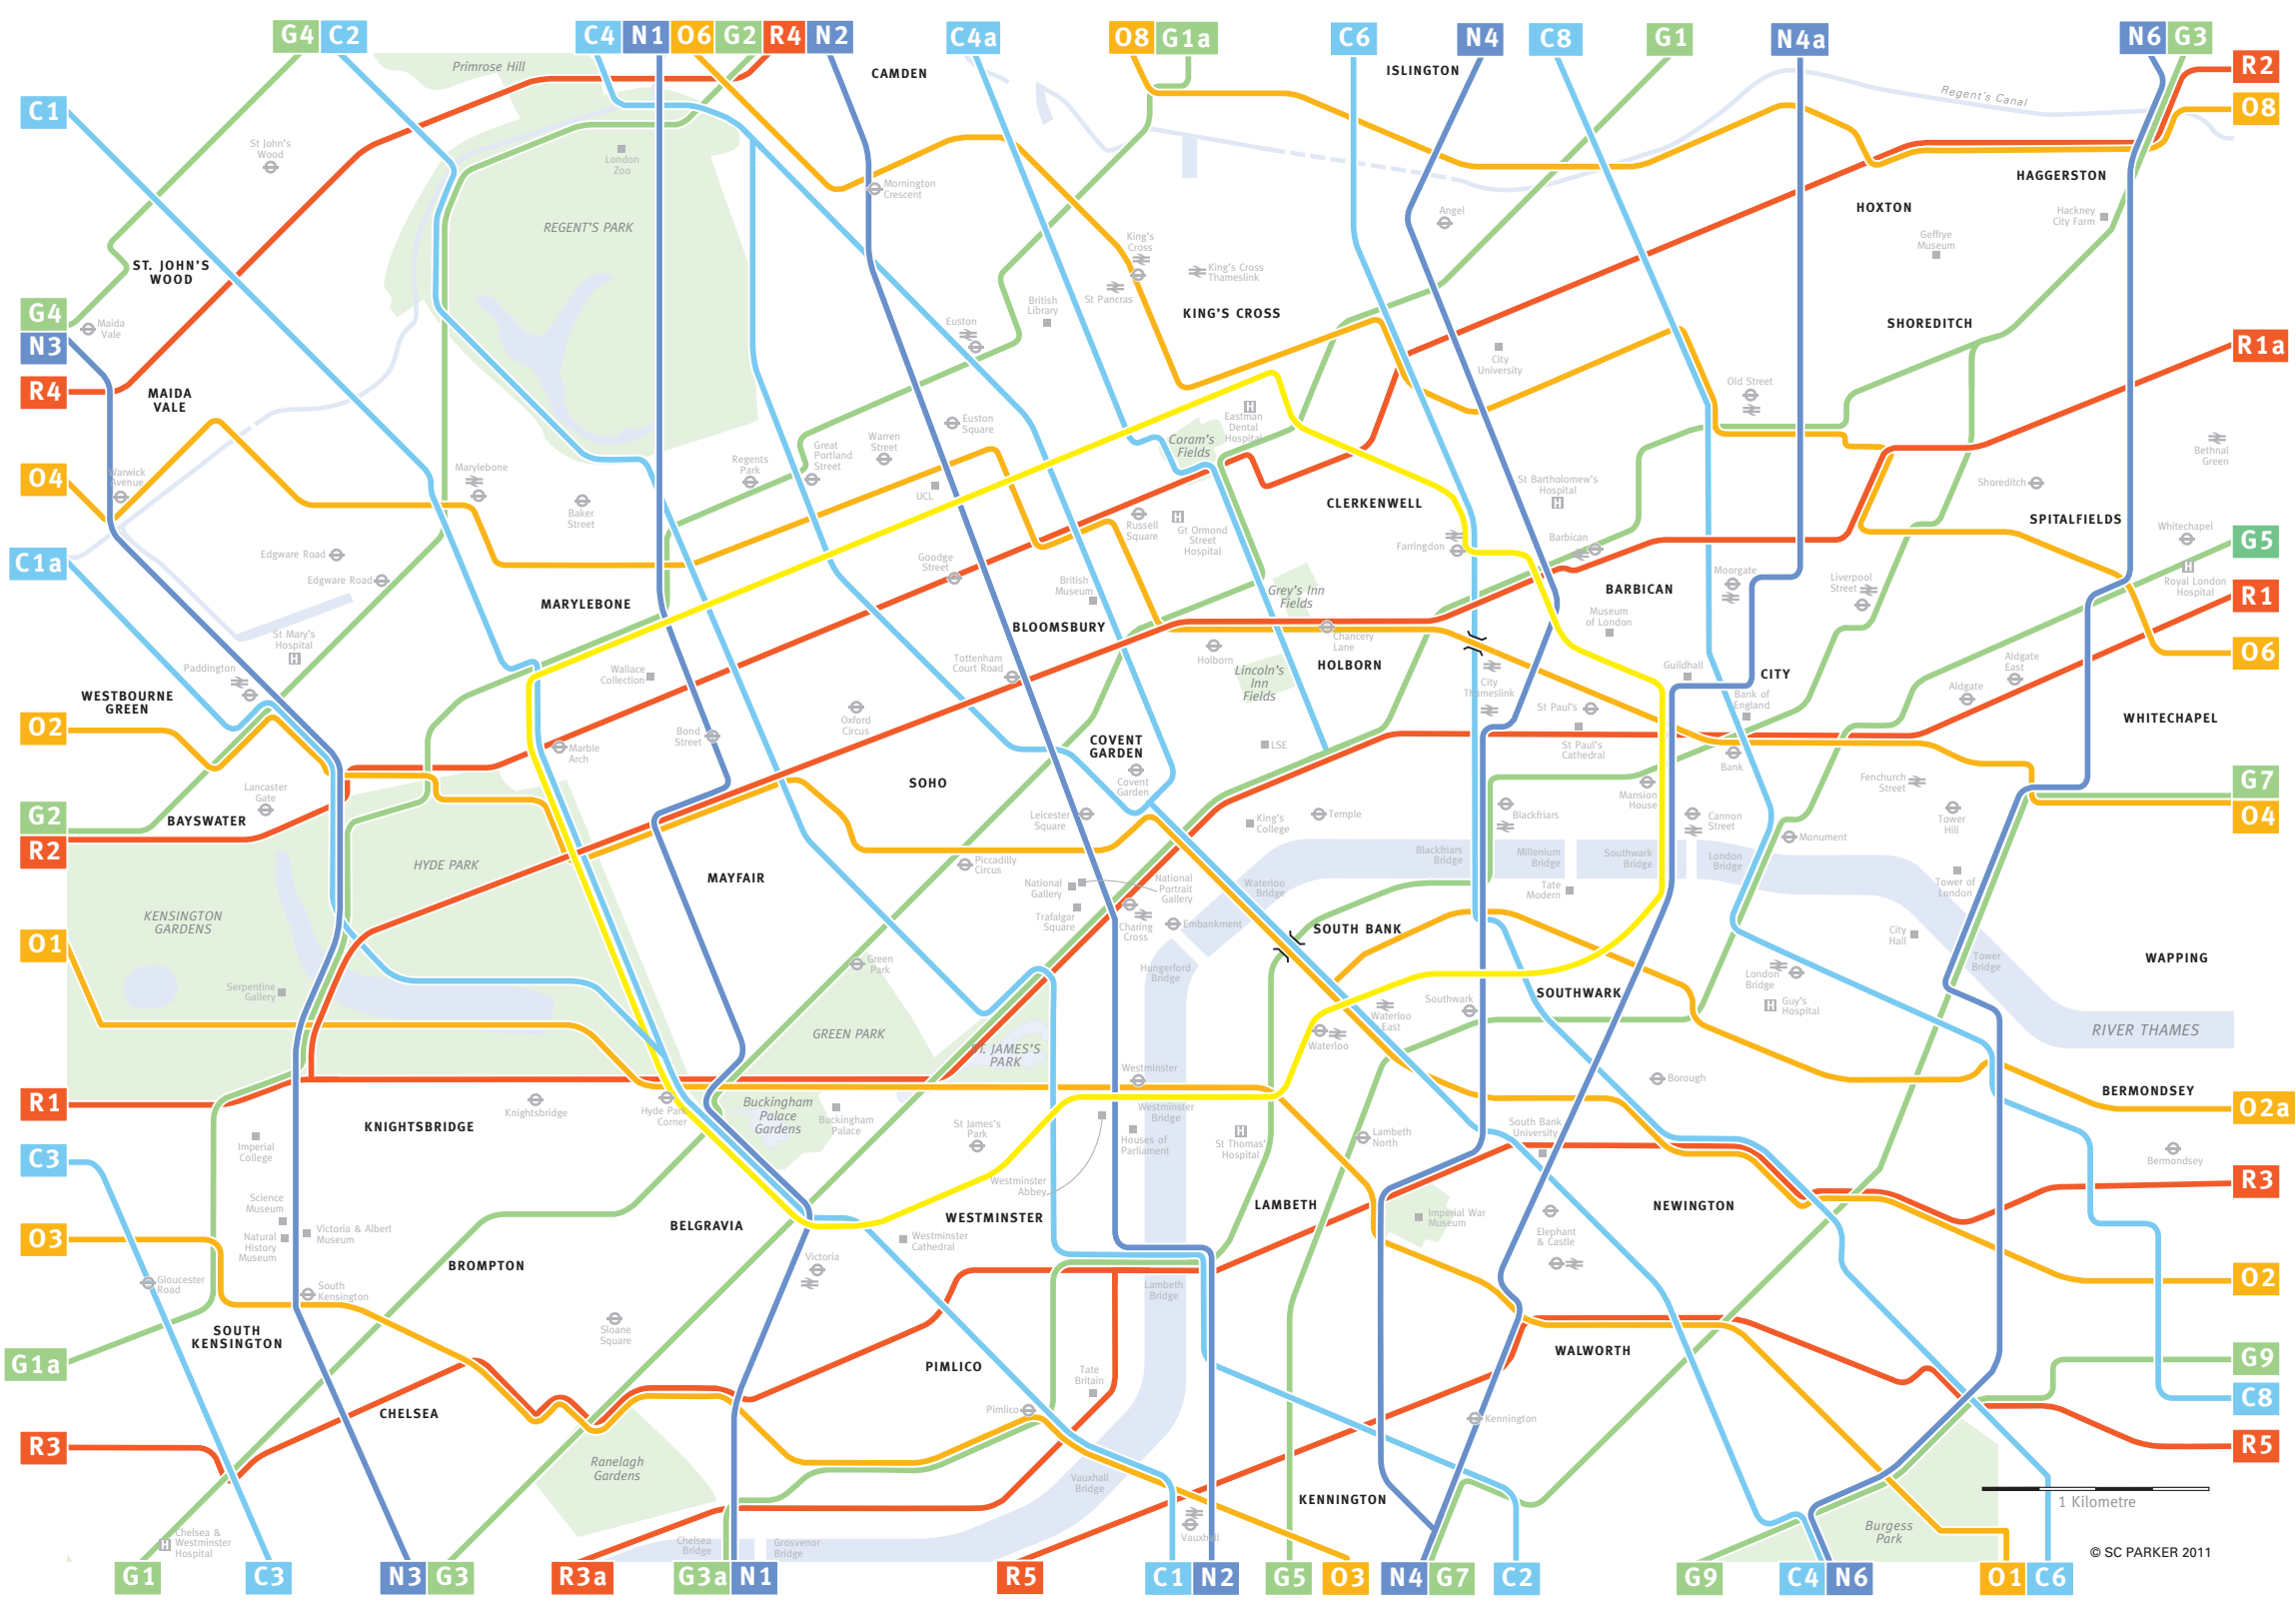 G4
C2
C4
N1
O6
G2
R4
N2
C4a
O8
G1a
C6
N4
C8
G1
N4a
N6
G3
R2
O8
C1
Primrose Hill
CAMDEN
ISLINGTON
Regent's Canal
St John's
Wood
London
Zoo
Mornington
Crescent
REGENT'S PARK
Angel
HOXTON
HAGGERSTON
Hackney
City Farm
Geffrye
Museum
King's
Cross
King's Cross
Thameslink
St Pancras
ST. JOHN'S
WOOD
G4
N3
R4
Maida
Vale
MAIDA
VALE
British
Library
Euston
KING'S CROSS
SHOREDITCH
R1a
City
University
Old Street
Eastman
Dental
Hospital
Coram's
Fields
Euston
Square
Warren
Street
Great
Portland
Street
Regents
Park
UCL
Marylebone
Baker
Street
Warwick
Avenue
O4
Bethnal
Green
Shoreditch
SPITALFIELDS
Whitechapel
St Bartholomew's
Hospital
CLERKENWELL
Russell
Square
Gt Ormond
Street
Hospital
Farringdon
Barbican
C1a
Edgware Road
Edgware Road
Goodge
Street
British
Museum
Grey's Inn
Fields
BARBICAN
Moorgate
Liverpool
Street
Royal London
Hospital
G5
R1
MARYLEBONE
BLOOMSBURY
Museum
of London
St Mary's
Hospital
Paddington
Wallace
Collection
Tottenham
Court Road
Holborn
Chancery
Lane
HOLBORN
Lincoln's
Inn
Fields
City
Thameslink
Guildhall
CITY
Aldgate
East
Aldgate
O6
WESTBOURNE
GREEN
O2
Bond
Street
Oxford
Circus
Marble
Arch
COVENT
GARDEN
Covent
Garden
LSE
St Paul's
St Paul's
Cathedral
Bank of
England
Bank
WHITECHAPEL
Fenchurch
Street
G7
O4
Lancaster
Gate
BAYSWATER
G2
R2
SOHO
Leicester
Square
King's
College
Temple
Mansion
House
Blackfriars
Cannon
Street
Monument
Tower
Hill
HYDE PARK
MAYFAIR
Piccadilly
Circus
National
Gallery
National
Portrait
Gallery
Trafalgar
Square
Charing
Cross
Embankment
Waterloo
Bridge
Blackfriars
Bridge
Millenium
Bridge
Southwark
Bridge
London
Bridge
Tate
Modern
Tower of
London
KENSINGTON
GARDENS
O1
SOUTH BANK
City
Hall
Tower
Bridge
WAPPING
Serpentine
Gallery
Green
Park
Hungerford
Bridge
GREEN PARK
ST. JAMES'S
PARK
Southwark
SOUTHWARK
London
Bridge
Guy's
Hospital
Waterloo
East
Waterloo
RIVER THAMES
R1
Knightsbridge
Hyde Park
Corner
Buckingham
Palace
Gardens
Buckingham
Palace
Westminster
Westminster
Bridge
Borough
BERMONDSEY
O2a
KNIGHTSBRIDGE
Imperial
College
St James's
Park
Houses of
Parliament
St Thomas'
Hospital
Lambeth
North
South Bank
University
Bermondsey
C3
R3
Westminster
Abbey
Science
Museum
Victoria & Albert
Museum
Natural
History
Museum
BELGRAVIA
WESTMINSTER
LAMBETH
Imperial War
Museum
NEWINGTON
Elephant
& Castle
O3
Westminster
Cathedral
Victoria
BROMPTON
Gloucester
Road
South
Kensington
Lambeth
Bridge
O2
Sloane
Square
SOUTH
KENSINGTON
G1a
PIMLICO
Tate
Britain
WALWORTH
G9
C8
CHELSEA
Pimlico
Kennington
R3
R5
Ranelagh
Gardens
Vauxhall
Bridge
KENNINGTON
1 Kilometre
Vauxhall
Burgess
Park
Chelsea &
Westminster
Hospital
Chelsea
Bridge
Grosvenor
Bridge
© SC PARKER 2011
G1
C3
N3
G3
R3a
G3a
N1
R5
C1
N2
G5
O3
N4
G7
C2
G9
C4
N6
O1
C6